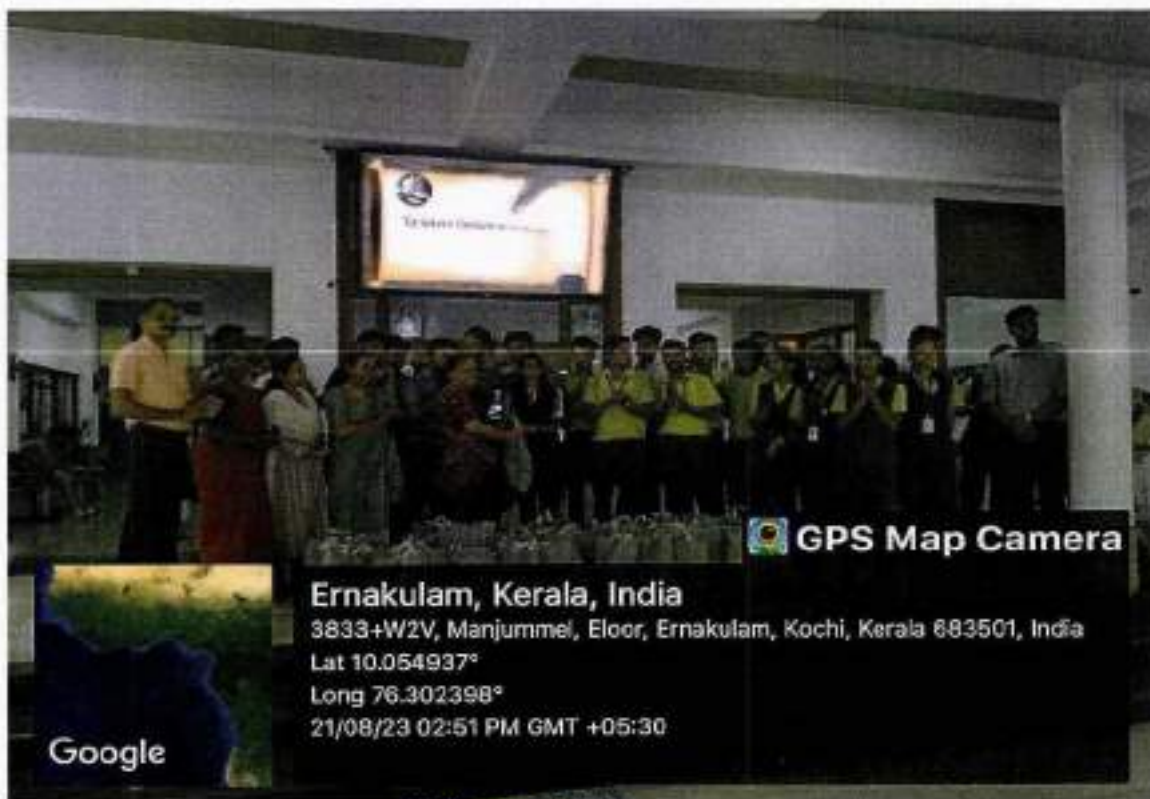 GPS Map Camera
Ernakulam, Kerala, India
3833+W2V, Manjummel, Eloor, Ernakulam, Kochi, Kerala 683501, India
Lat 10.054937°
Long 76.302398°
21/08/23 02:51 PM GMT +05:30
Google